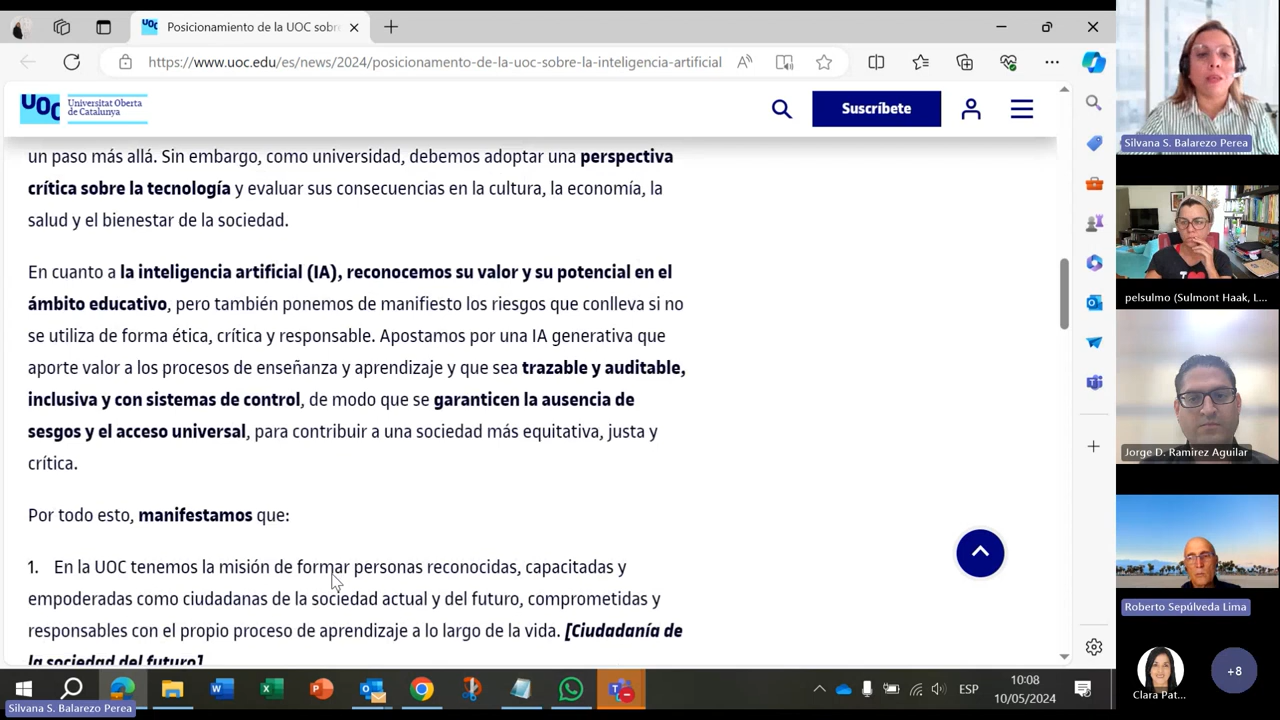 Posicionamiento de la UOC sobre
https://www.uoc.edu/es/news/2024/posicionamento-de-la-uoc-sobre-la-inteligencia-artificial
UOC
Universitat Oberta
de Catalunya
Suscríbete
un paso más allá. Sin embargo, como universidad, debemos adoptar una perspectiva
crítica sobre la tecnología y evaluar sus consecuencias en la cultura, la economía, la
salud y el bienestar de la sociedad.
En cuanto a la inteligencia artificial (IA), reconocemos su valor y su potencial en el
ámbito educativo, pero también ponemos de manifiesto los riesgos que conlleva si no
se utiliza de forma ética, crítica y responsable. Apostamos por una IA generativa que
aporte valor a los procesos de enseñanza y aprendizaje y que sea trazable y auditable,
inclusiva y con sistemas de control, de modo que se garanticen la ausencia de
sesgos y el acceso universal, para contribuir a una sociedad más equitativa, justa y
crítica.
Por todo esto, manifestamos que:
1. En la UOC tenemos la misión de formar personas reconocidas, capacitadas y
empoderadas como ciudadanas de la sociedad actual y del futuro, comprometidas y
responsables con el propio proceso de aprendizaje a lo largo de la vida. [Ciudadanía de
la sociedad del futuro]
ESP
10:08
10/05/2024
Silvana S. Balarezo Perea
Silvana S. Balarezo Perea
pelsulmo (Sulmont Haak, L...
Jorge D. Ramirez Aguilar
Roberto Sepúlveda Lima
Clara Pat...
+8